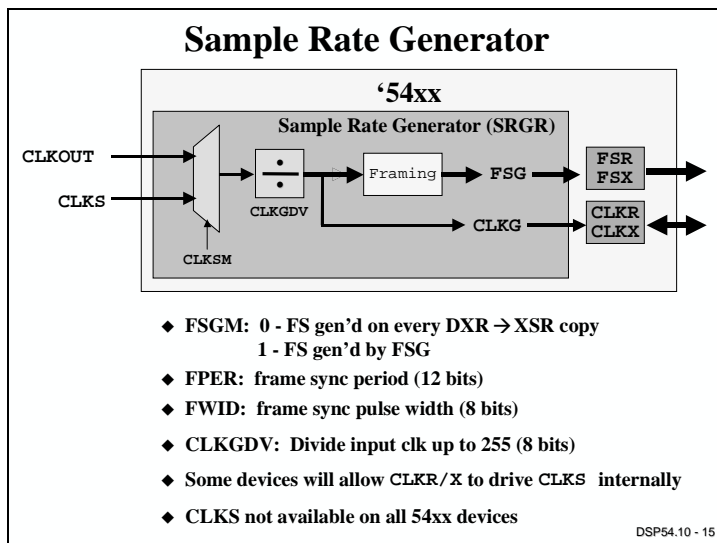 Sample Rate Generator
‘54xx
Sample Rate Generator (SRGR)
CLKOUT
CLKS
CLKSM
÷
CLKGDV
Framing
FSG
CLKG
FSR
FSX
CLKR
CLKX
◆ FSGM: 0 - FS gen'd on every DXR → XSR copy
1 - FS gen'd by FSG
◆ FPER: frame sync period (12 bits)
◆ FWID: frame sync pulse width (8 bits)
◆ CLKGDV: Divide input clk up to 255 (8 bits)
◆ Some devices will allow CLKR/X to drive CLKS internally
◆ CLKS not available on all 54xx devices
DSP54.10 - 15